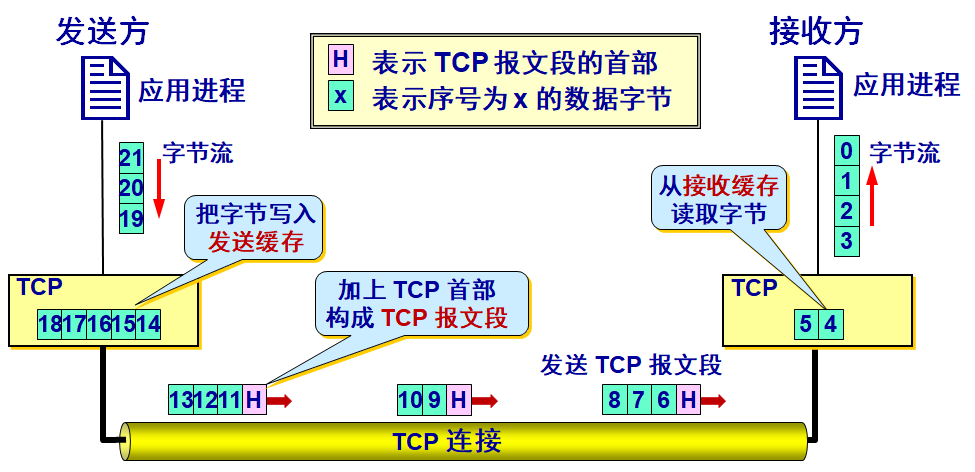 发送方
接收方
H 表示 TCP 报文段的首部
x 表示序号为 x 的数据字节
应用进程
应用进程
21
20
19
字节流
0
1
2
3
字节流
把字节写入
发送缓存
从接收缓存
读取字节
TCP
18 17 16 15 14
TCP
5 4
加上 TCP 首部
构成 TCP 报文段
发送 TCP 报文段
13 12 11 H
10 9 H
8 7 6 H
TCP 连接